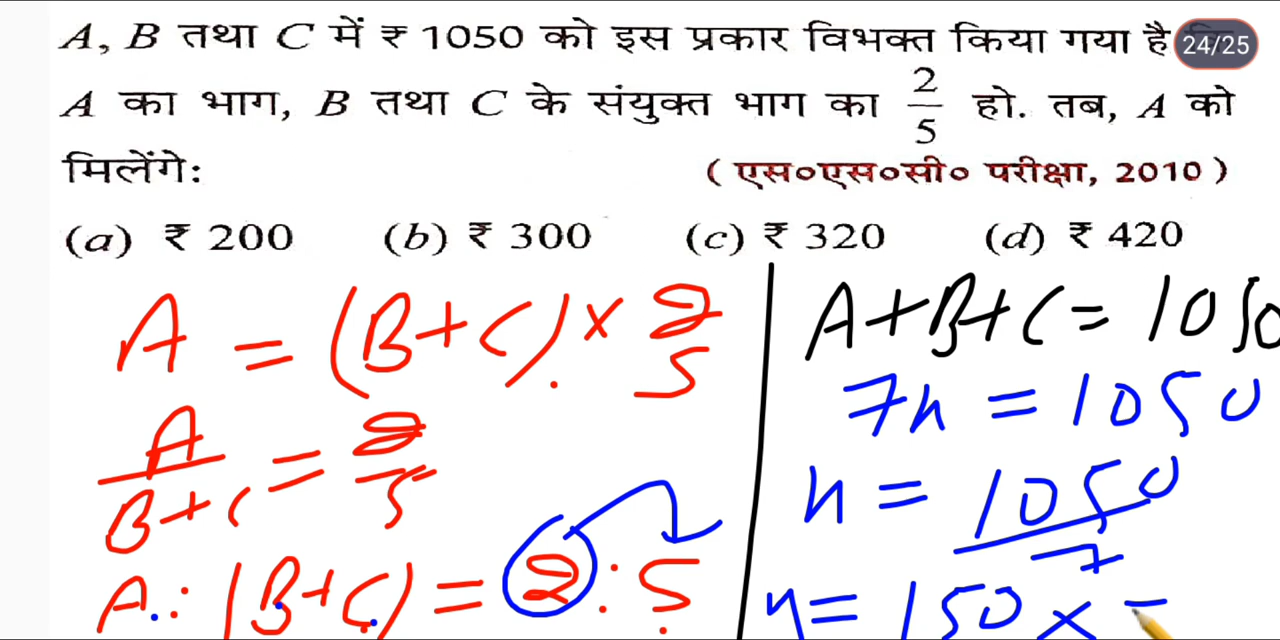 A, B तथा C में ₹ 1050 को इस प्रकार विभक्त किया गया है
24/25
A का भाग, B तथा C के संयुक्त भाग का 2/5 हो. तब, A को
मिलेंगे:
( एस०एस०सी० परीक्षा, 2010 )
(a) ₹ 200 (b) ₹ 300 (c) ₹ 320 (d) ₹ 420
A = (B+C) × 2/5
A/B+C = 2/5
A : (B+C) = 2 : 5
A+B+C = 1050
7x = 1050
x = 1050/7
x = 150 ×